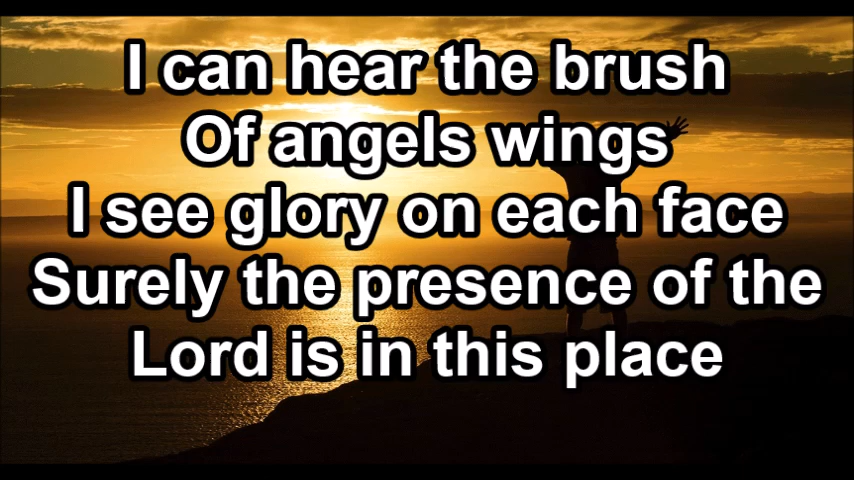 I can hear the brush
Of angels wings
I see glory on each face
Surely the presence of the
Lord is in this place